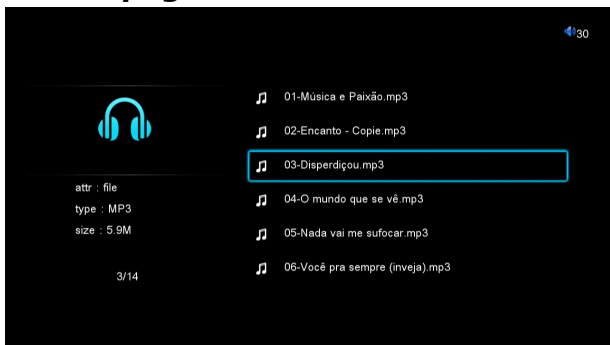 30
01-Música e Paixão.mp3
02-Encanto - Copie.mp3
03-Disperdiçou.mp3
04-O mundo que se vê.mp3
05-Nada vai me sufocar.mp3
06-Você pra sempre (inveja).mp3
attr : file
type : MP3
size : 5.9M
3/14